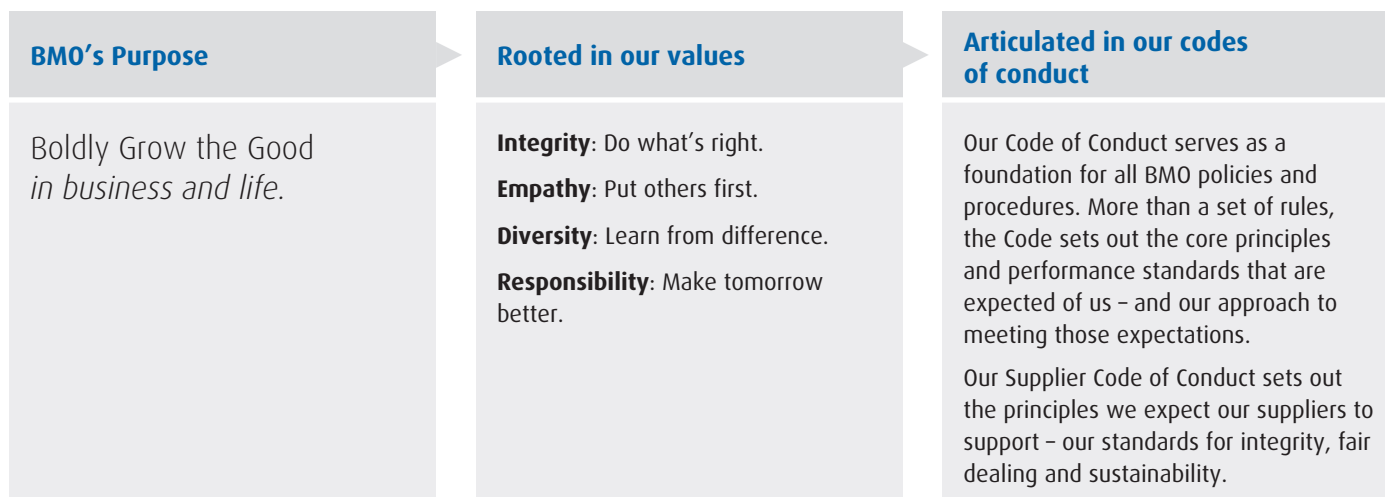 BMO's Purpose
Boldly Grow the Good
in business and life.
Rooted in our values
Integrity: Do what's right.
Empathy: Put others first.
Diversity: Learn from difference.
Responsibility: Make tomorrow
better.
Articulated in our codes
of conduct
Our Code of Conduct serves as a
foundation for all BMO policies and
procedures. More than a set of rules,
the Code sets out the core principles
and performance standards that are
expected of us – and our approach to
meeting those expectations.
Our Supplier Code of Conduct sets out
the principles we expect our suppliers to
support – our standards for integrity, fair
dealing and sustainability.